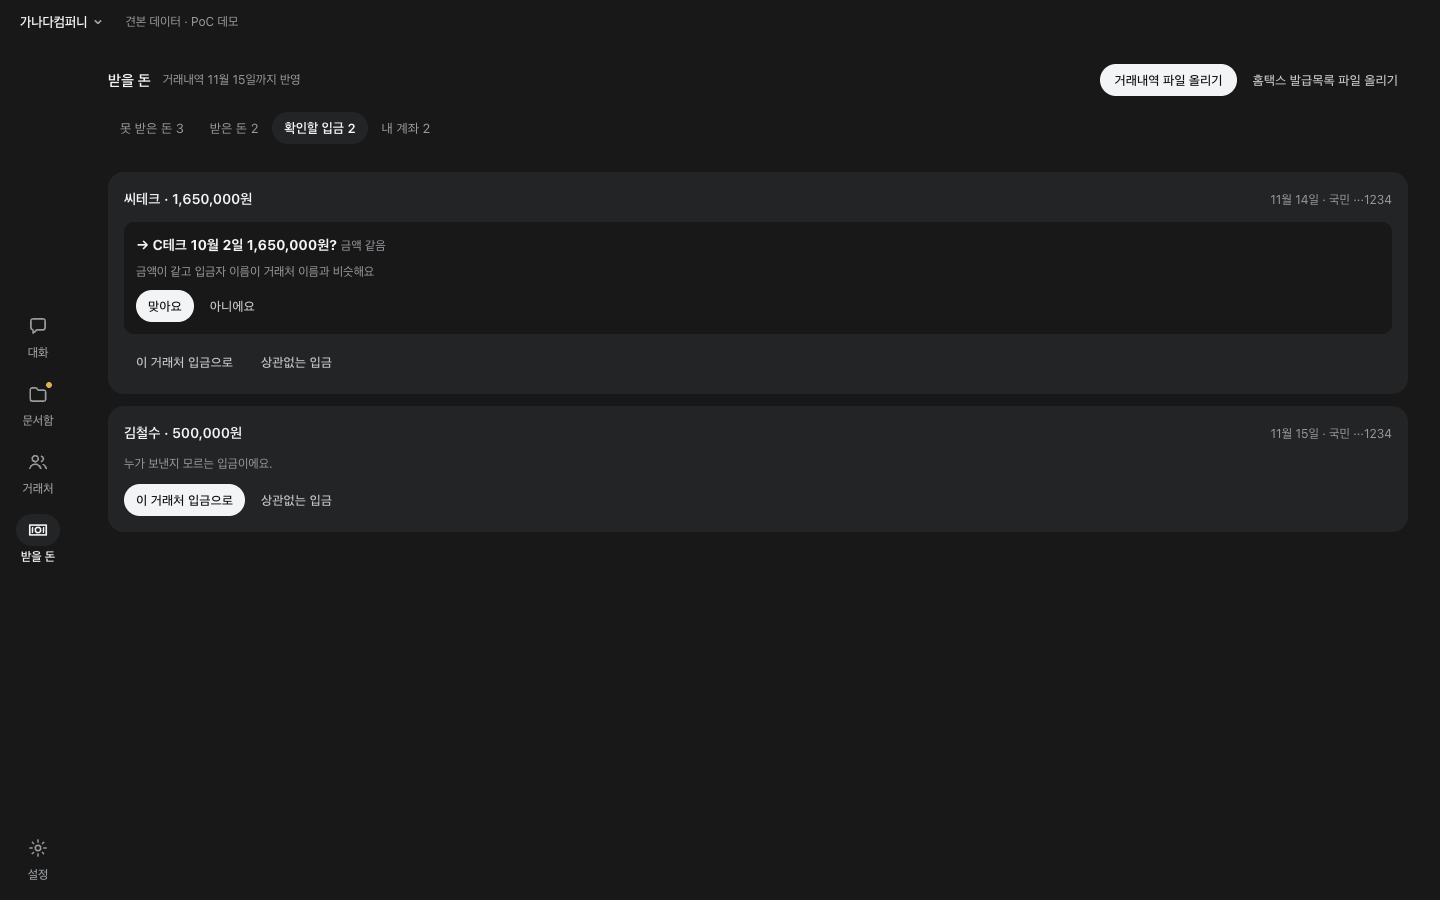 가나다컴퍼니 견본 데이터 · PoC 데모
받을 돈 거래내역 11월 15일까지 반영 거래내역 파일 올리기 홈택스 발급목록 파일 올리기
못 받은 돈 3 받은 돈 2 확인할 입금 2 내 계좌 2
씨테크 · 1,650,000원 11월 14일 · 국민 ···1234
→ C테크 10월 2일 1,650,000원? 금액 같음
금액이 같고 입금자 이름이 거래처 이름과 비슷해요
맞아요 아니에요
이 거래처 입금으로 상관없는 입금
김철수 · 500,000원 11월 15일 · 국민 ···1234
누가 보낸지 모르는 입금이에요.
이 거래처 입금으로 상관없는 입금
대화
문서함
거래처
받을 돈
설정